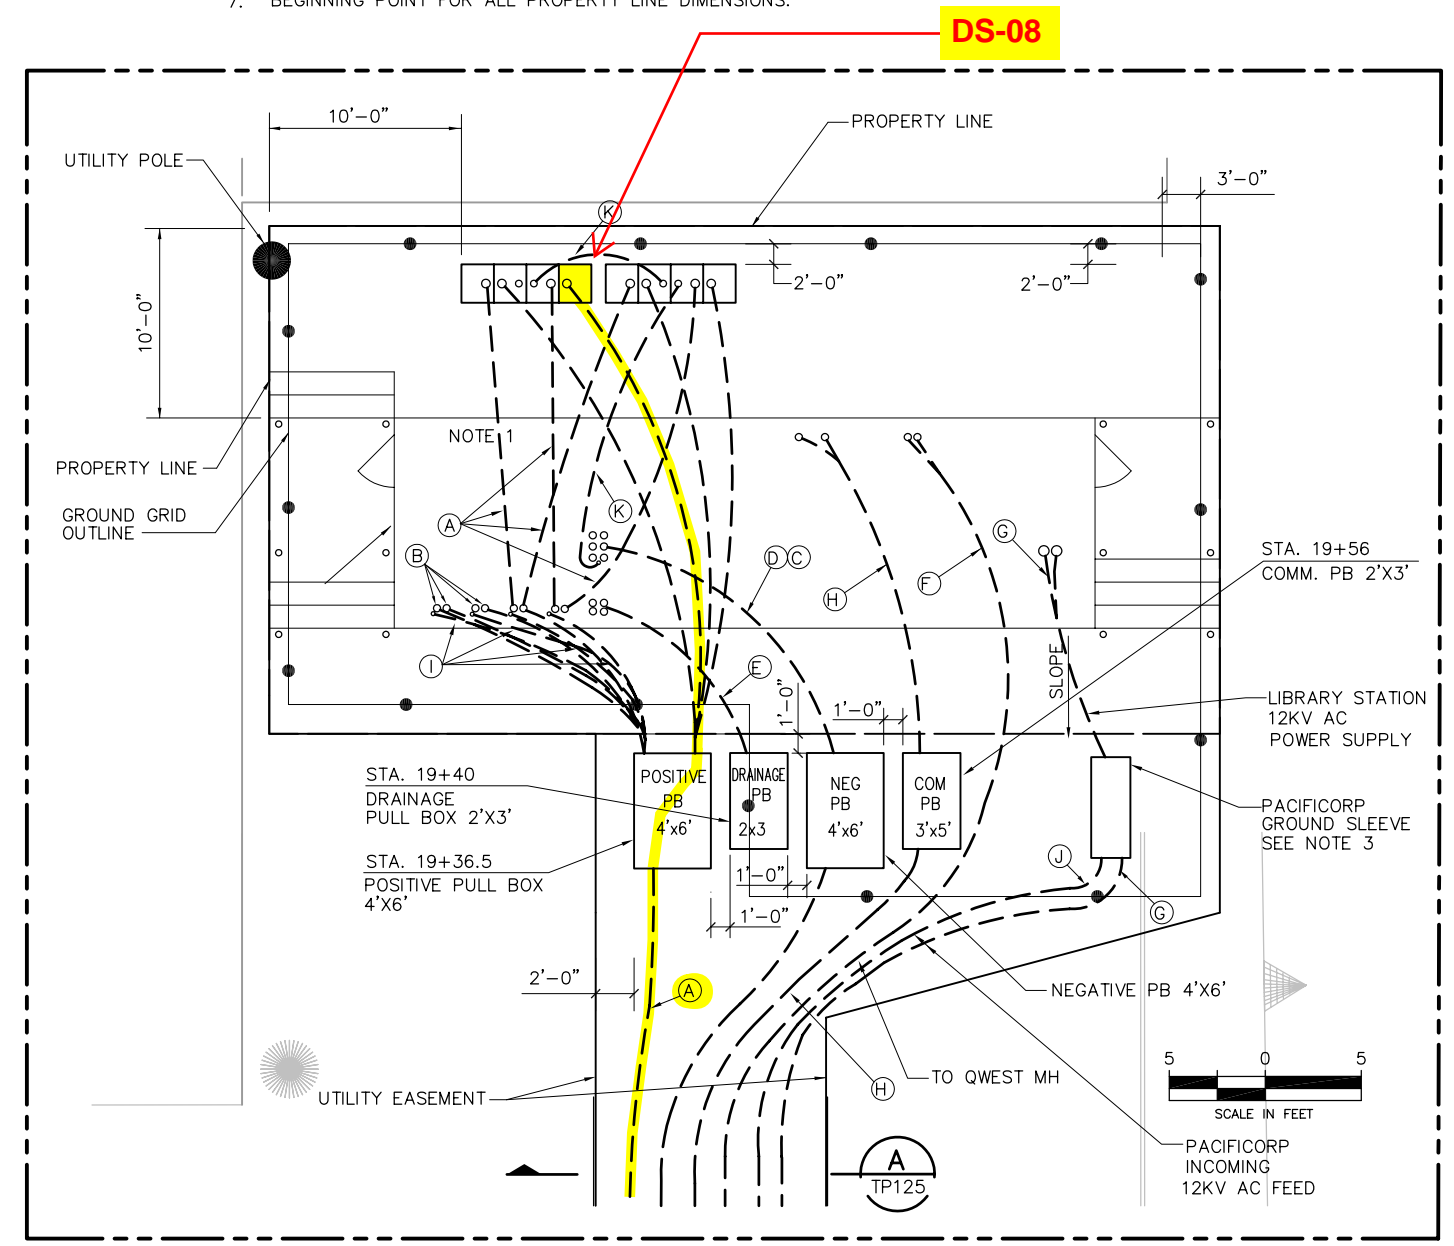 7. BEGINNING POINT FOR ALL PROPERTY LINE DIMENSIONS.
DS-08
10'-0"
PROPERTY LINE
UTILITY POLE
3'-0"
K
2'-0"
2'-0"
10'-0"
NOTE 1
PROPERTY LINE
GROUND GRID
OUTLINE
K
A
G
STA. 19+56
COMM. PB 2'X3'
B
D
C
F
H
I
E
SLOPE
1'-0"
1'-0"
LIBRARY STATION
12KV AC
POWER SUPPLY
STA. 19+40
DRAINAGE
PULL BOX 2'X3'
POSITIVE
PB
4'x6'
DRAINAGE
PB
2x3
NEG
PB
4'x6'
COM
PB
3'x5'
PACIFICORP
GROUND SLEEVE
SEE NOTE 3
STA. 19+36.5
POSITIVE PULL BOX
4'X6'
J
1'-0"
1'-0"
G
2'-0"
A
NEGATIVE PB 4'X6'
TO QWEST MH
H
UTILITY EASEMENT
5 0 5
SCALE IN FEET
PACIFICORP
INCOMING
12KV AC FEED
A
TP125